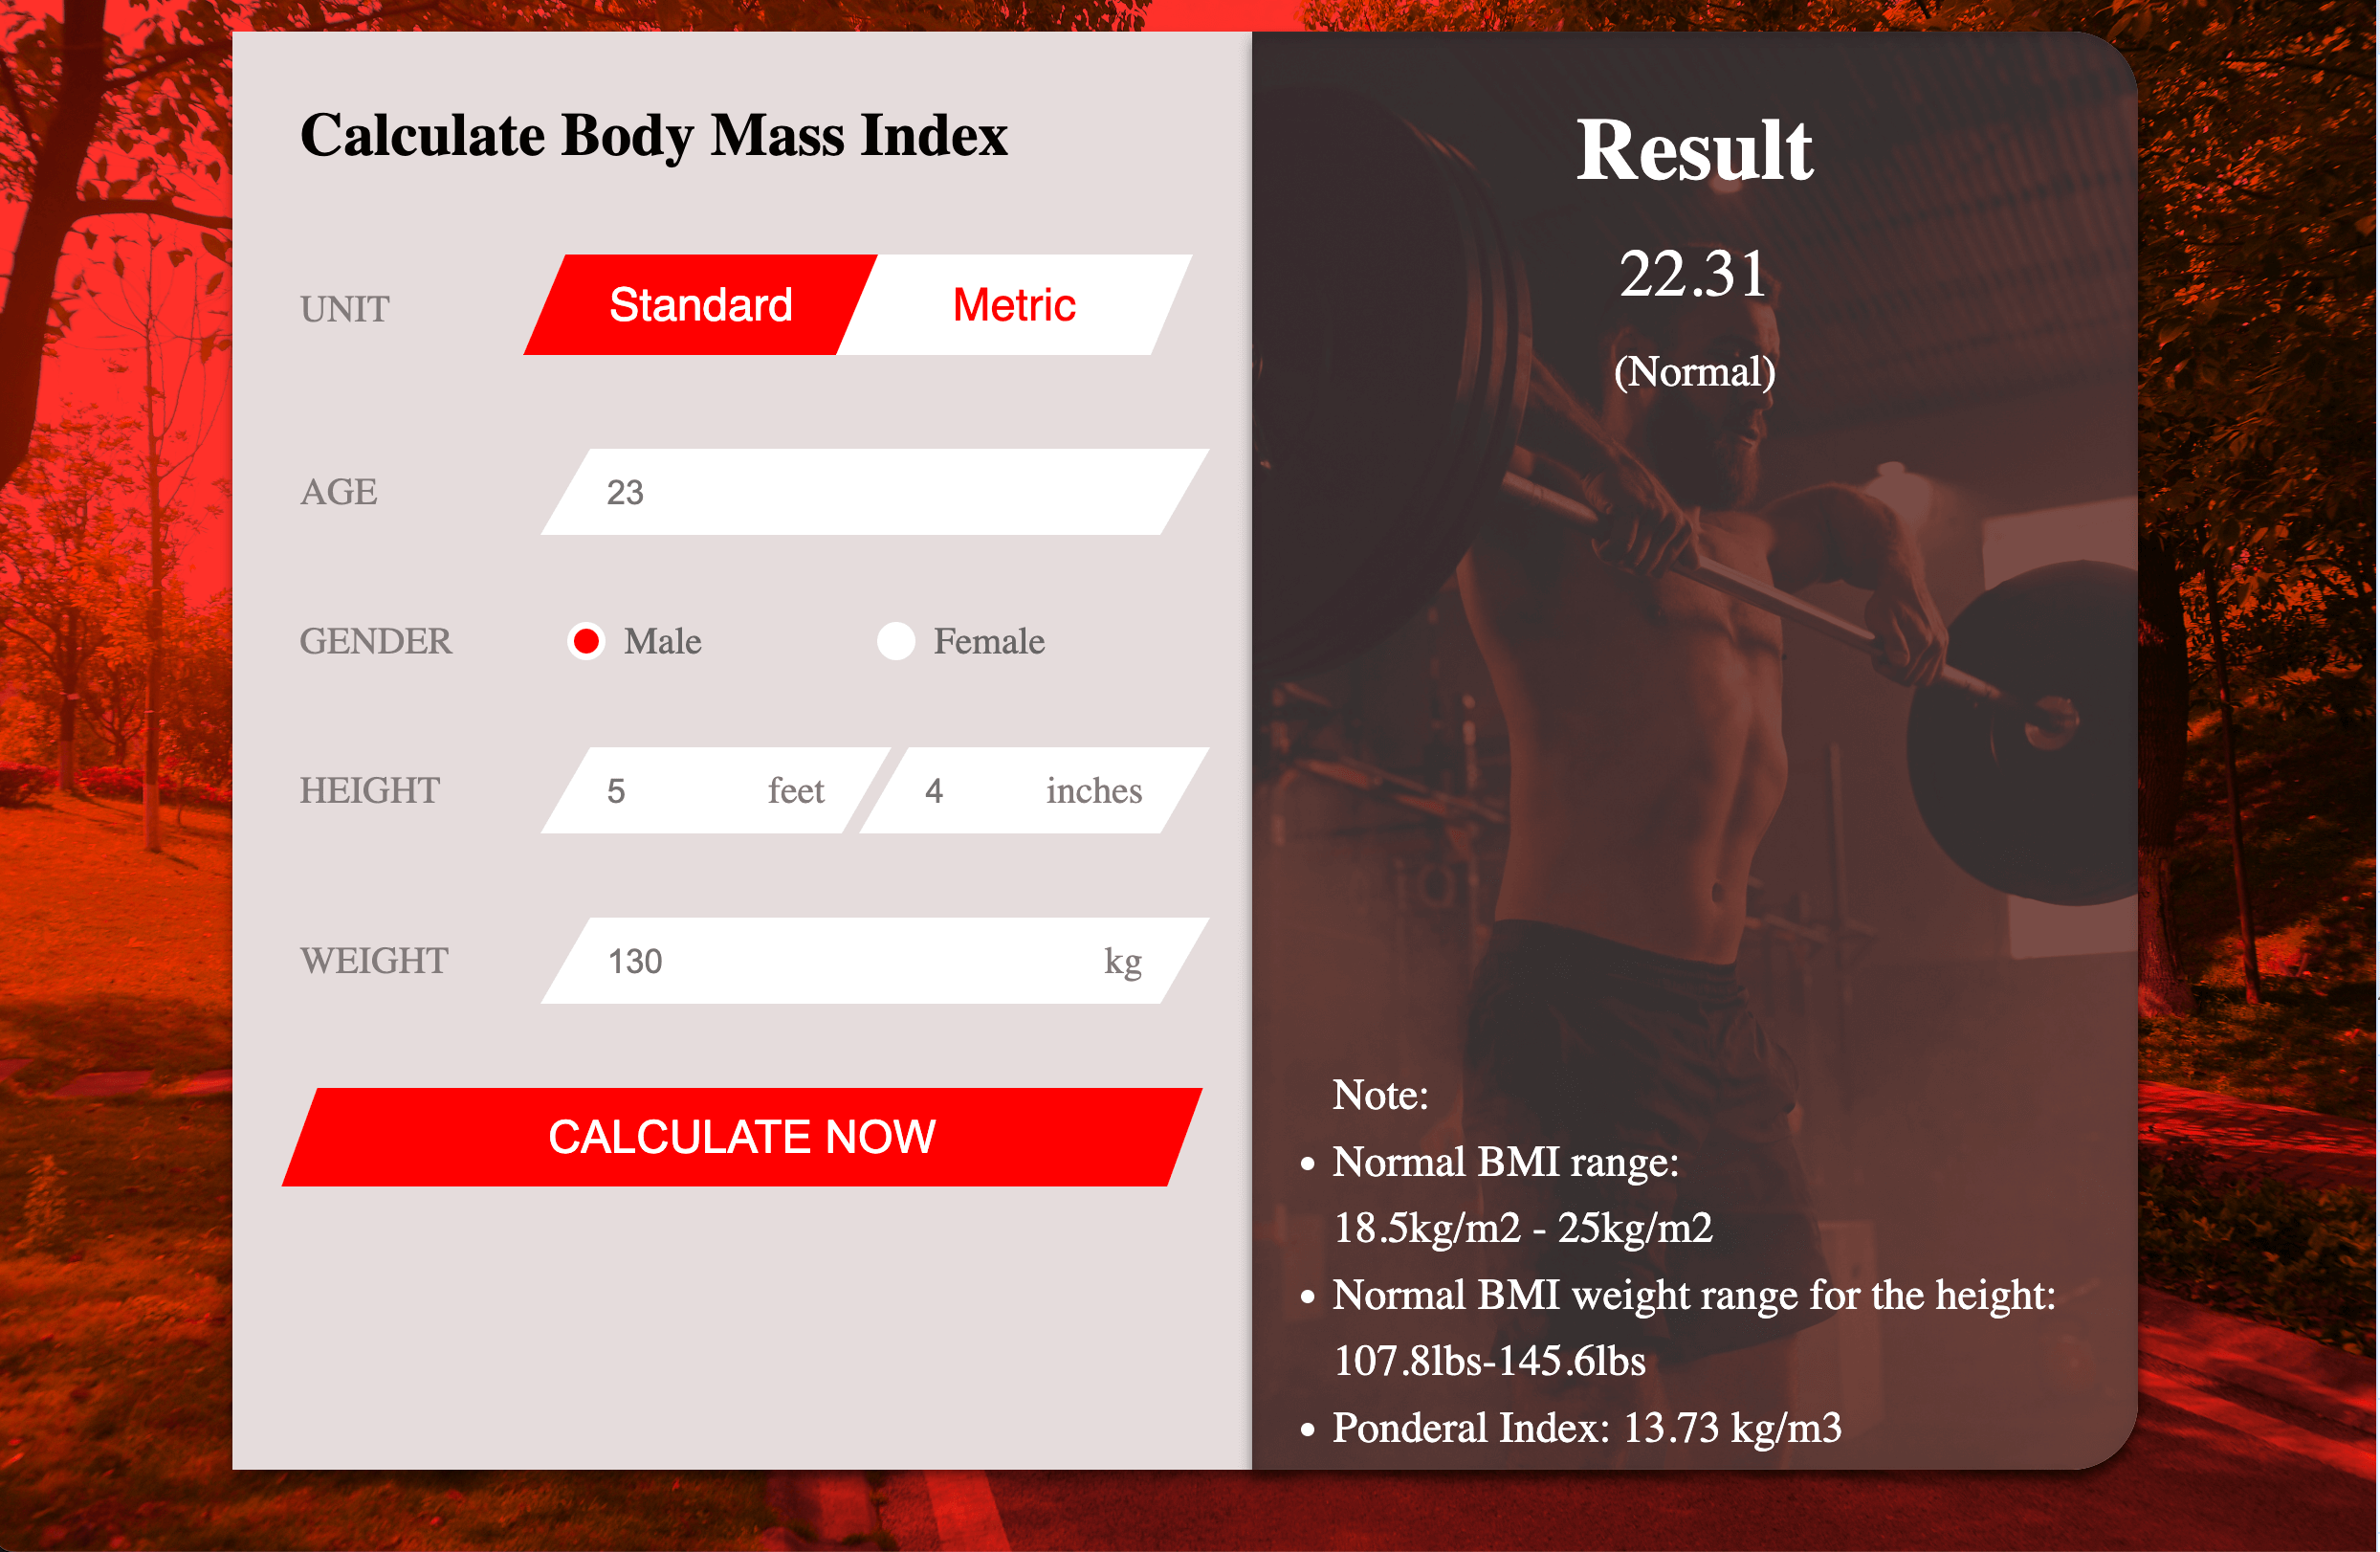 Calculate Body Mass Index
UNIT
Standard
Metric
AGE
23
GENDER
Male
Female
HEIGHT
5
feet
4
inches
WEIGHT
130
kg
CALCULATE NOW
Result
22.31
(Normal)
Note:
• Normal BMI range:
18.5kg/m2 - 25kg/m2
• Normal BMI weight range for the height:
107.8lbs-145.6lbs
• Ponderal Index: 13.73 kg/m3